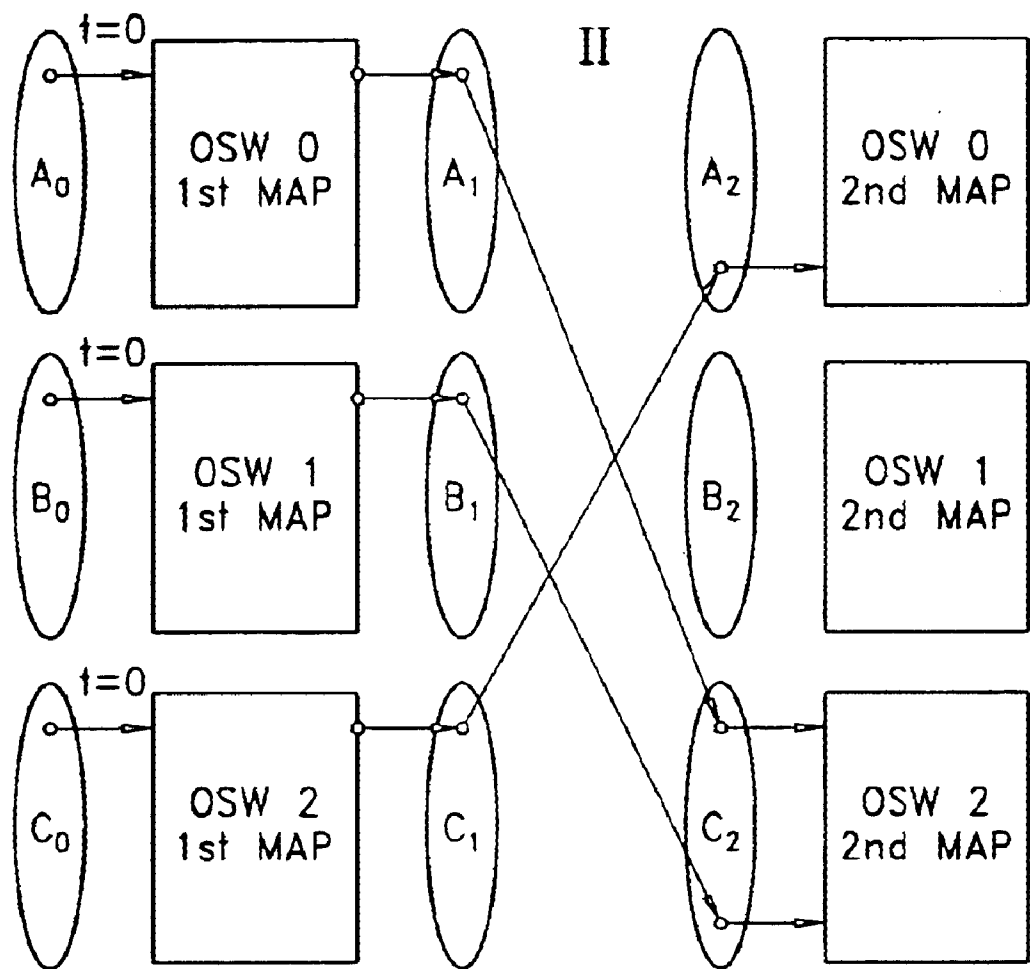 t=0
II
A₀
OSW 0
1st MAP
A₁
A₂
OSW 0
2nd MAP
t=0
B₀
OSW 1
1st MAP
B₁
B₂
OSW 1
2nd MAP
t=0
C₀
OSW 2
1st MAP
C₁
C₂
OSW 2
2nd MAP